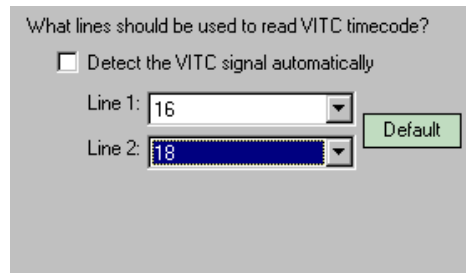 What lines should be used to read VITC timecode?
Detect the VITC signal automatically
Line 1: 16
Default
Line 2: 18